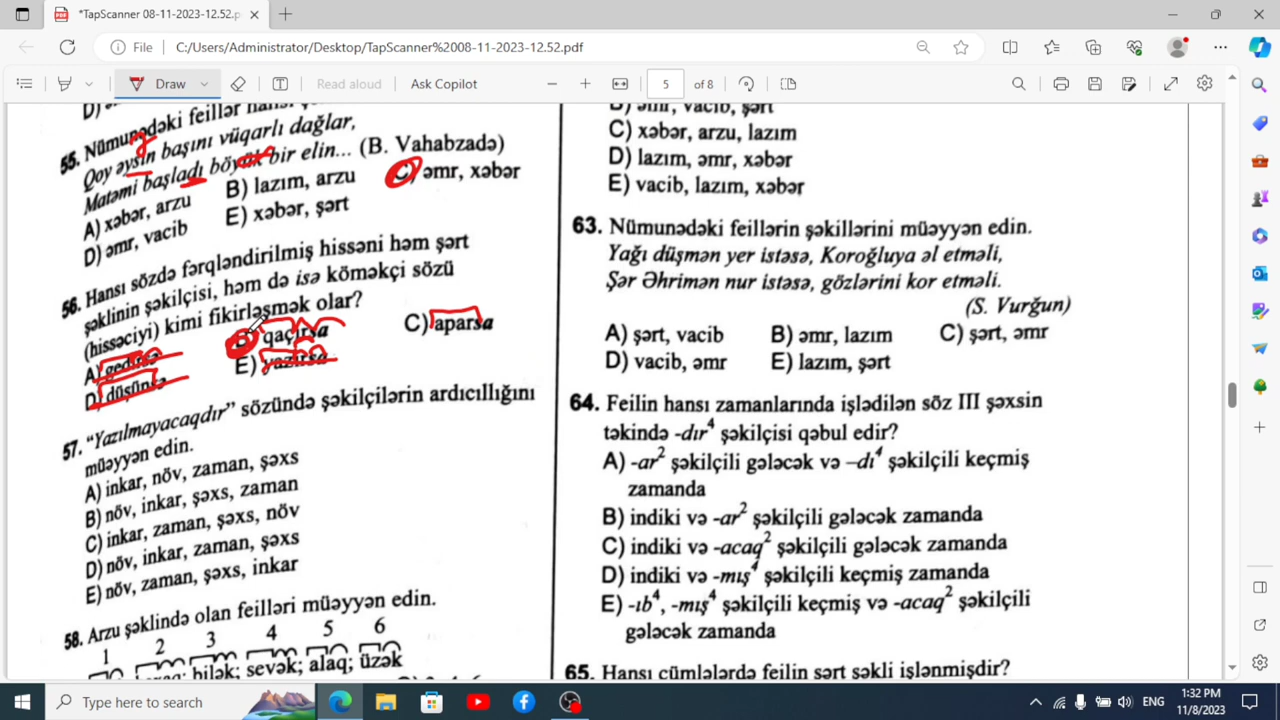 *TapScanner 08-11-2023-12.52.p
File
C:/Users/Administrator/Desktop/TapScanner%2008-11-2023-12.52.pdf
Draw
Read aloud
Ask Copilot
5
of 8
55. Nümunədəki feillər
Qoy əysin başını vüqarlı dağlar,
Matəmi başladı böyük bir elin... (B. Vahabzadə)
A) xəbər, arzu
B) lazım, arzu
C) əmr, xəbər
D) əmr, vacib
E) xəbər, şərt
56. Hansı sözdə fərqləndirilmiş hissəni həm şərt
şəklinin şəkilçisi, həm də isə köməkçi sözü
(hissəciyi) kimi fikirləşmək olar?
A) gedirsə
B) qaçırsa
C) aparsa
D) düşünsə
E) yazırsa
57. "Yazılmayacaqdır" sözündə şəkilçilərin ardıcıllığını
müəyyən edin.
A) inkar, növ, zaman, şəxs
B) növ, inkar, şəxs, zaman
C) inkar, zaman, şəxs, növ
D) növ, inkar, zaman, şəxs
E) növ, zaman, şəxs, inkar
58. Arzu şəklində olan feilləri müəyyən edin.
1 2 3 4 5 6
bilək; sevək; alaq; üzək
D) əmr, vacib, şərt
C) xəbər, arzu, lazım
D) lazım, əmr, xəbər
E) vacib, lazım, xəbər
63. Nümunədəki feillərin şəkillərini müəyyən edin.
Yağı düşmən yer istəsə, Koroğluya əl etməli,
Şər Əhrimən nur istəsə, gözlərini kor etməli.
(S. Vurğun)
A) şərt, vacib
B) əmr, lazım
C) şərt, əmr
D) vacib, əmr
E) lazım, şərt
64. Feilin hansı zamanlarında işlədilən söz III şəxsin
təkində -dır⁴ şəkilçisi qəbul edir?
A) -ar² şəkilçili gələcək və –dı⁴ şəkilçili keçmiş
zamanda
B) indiki və -ar² şəkilçili gələcək zamanda
C) indiki və -acaq² şəkilçili gələcək zamanda
D) indiki və -mış⁴ şəkilçili keçmiş zamanda
E) -ıb⁴, -mış⁴ şəkilçili keçmiş və -acaq² şəkilçili
gələcək zamanda
65. Hansı cümlələrdə feilin şərt şəkli işlənmişdir?
Type here to search
ENG
1:32 PM
11/8/2023